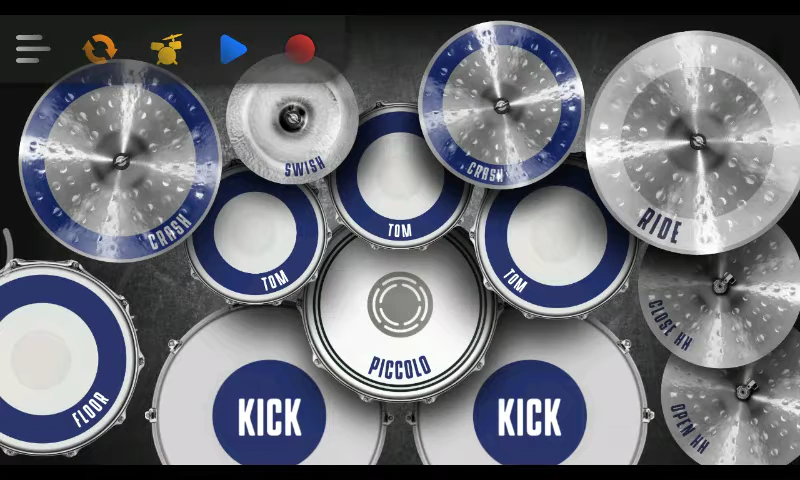 SWISH
CRASH
CRASH
RIDE
TOM
TOM
TOM
CLOSE HH
PICCOLO
FLOOR
KICK
KICK
OPEN HH